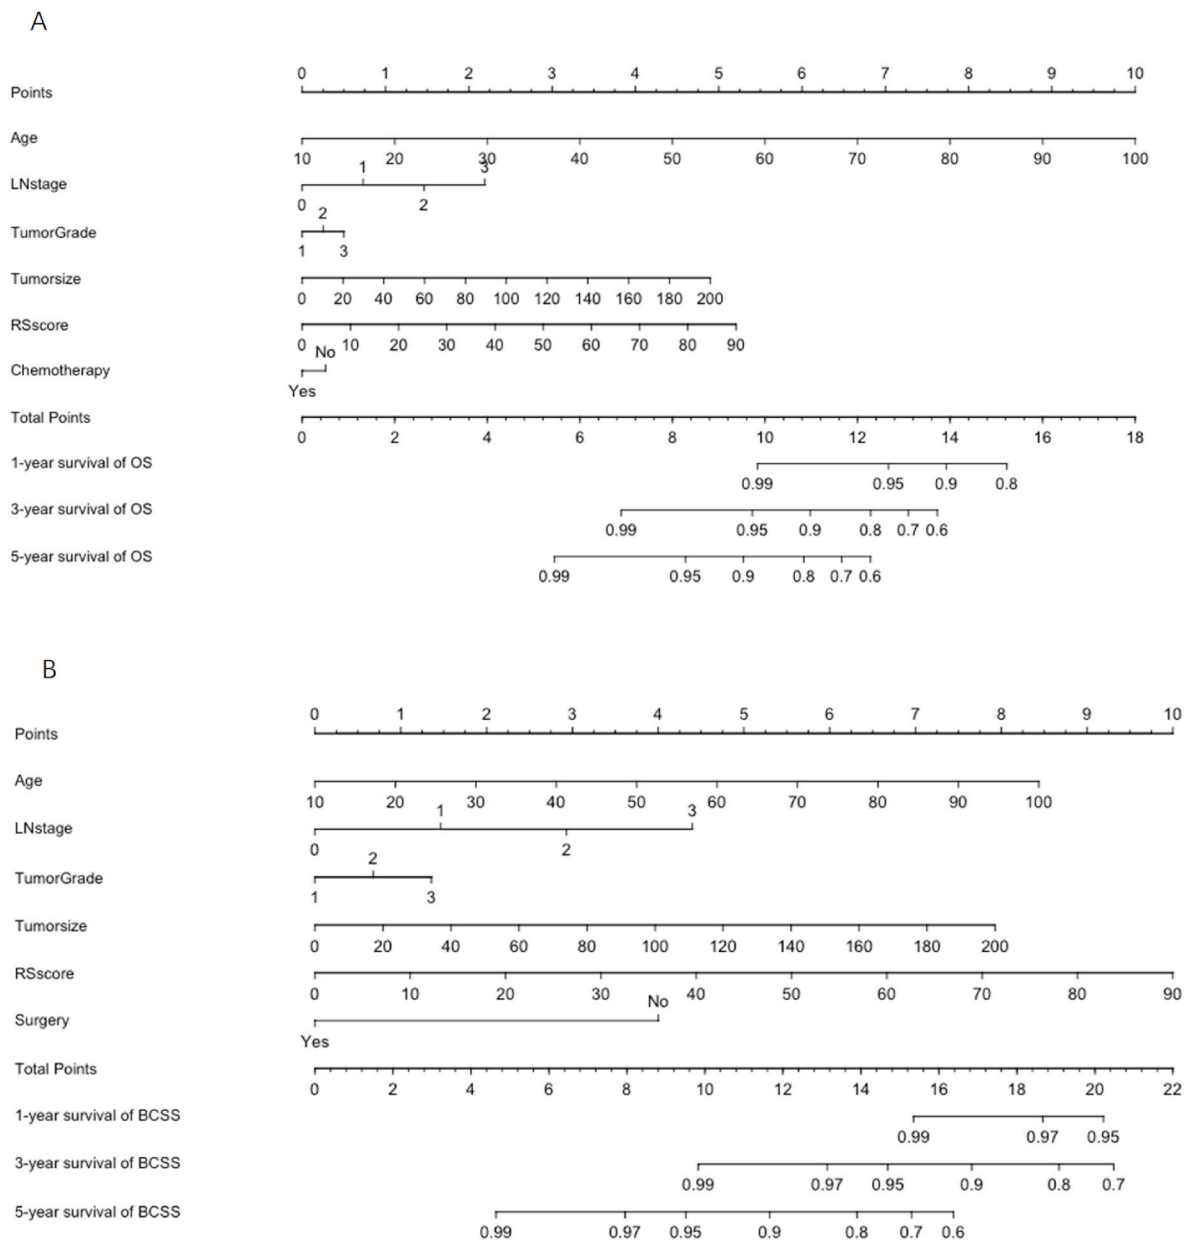 A
0 1 2 3 4 5 6 7 8 9 10
Points
Age
10 20 30 40 50 60 70 80 90 100
1 3
LNstage
0 2
2
TumorGrade
1 3
Tumorsize
0 20 40 60 80 100 120 140 160 180 200
RSscore
0 10 20 30 40 50 60 70 80 90
No
Chemotherapy
Yes
Total Points
0 2 4 6 8 10 12 14 16 18
1-year survival of OS
0.99 0.95 0.9 0.8
3-year survival of OS
0.99 0.95 0.9 0.8 0.7 0.6
5-year survival of OS
0.99 0.95 0.9 0.8 0.7 0.6
B
0 1 2 3 4 5 6 7 8 9 10
Points
Age
10 20 30 40 50 60 70 80 90 100
1 3
LNstage
0 2
2
TumorGrade
1 3
Tumorsize
0 20 40 60 80 100 120 140 160 180 200
RSscore
0 10 20 30 40 50 60 70 80 90
No
Surgery
Yes
Total Points
0 2 4 6 8 10 12 14 16 18 20 22
1-year survival of BCSS
0.99 0.97 0.95
3-year survival of BCSS
0.99 0.97 0.95 0.9 0.8 0.7
5-year survival of BCSS
0.99 0.97 0.95 0.9 0.8 0.7 0.6